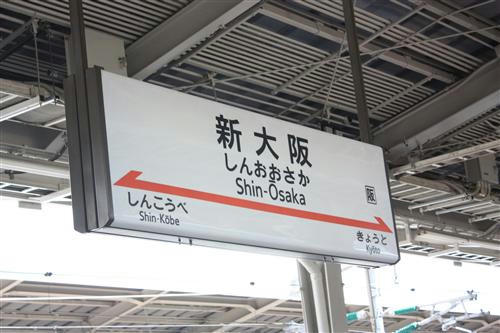 新大阪
しんおおさか
Shin-Ōsaka
阪
しんこうべ
Shin-Kōbe
きょうと
Kyōto